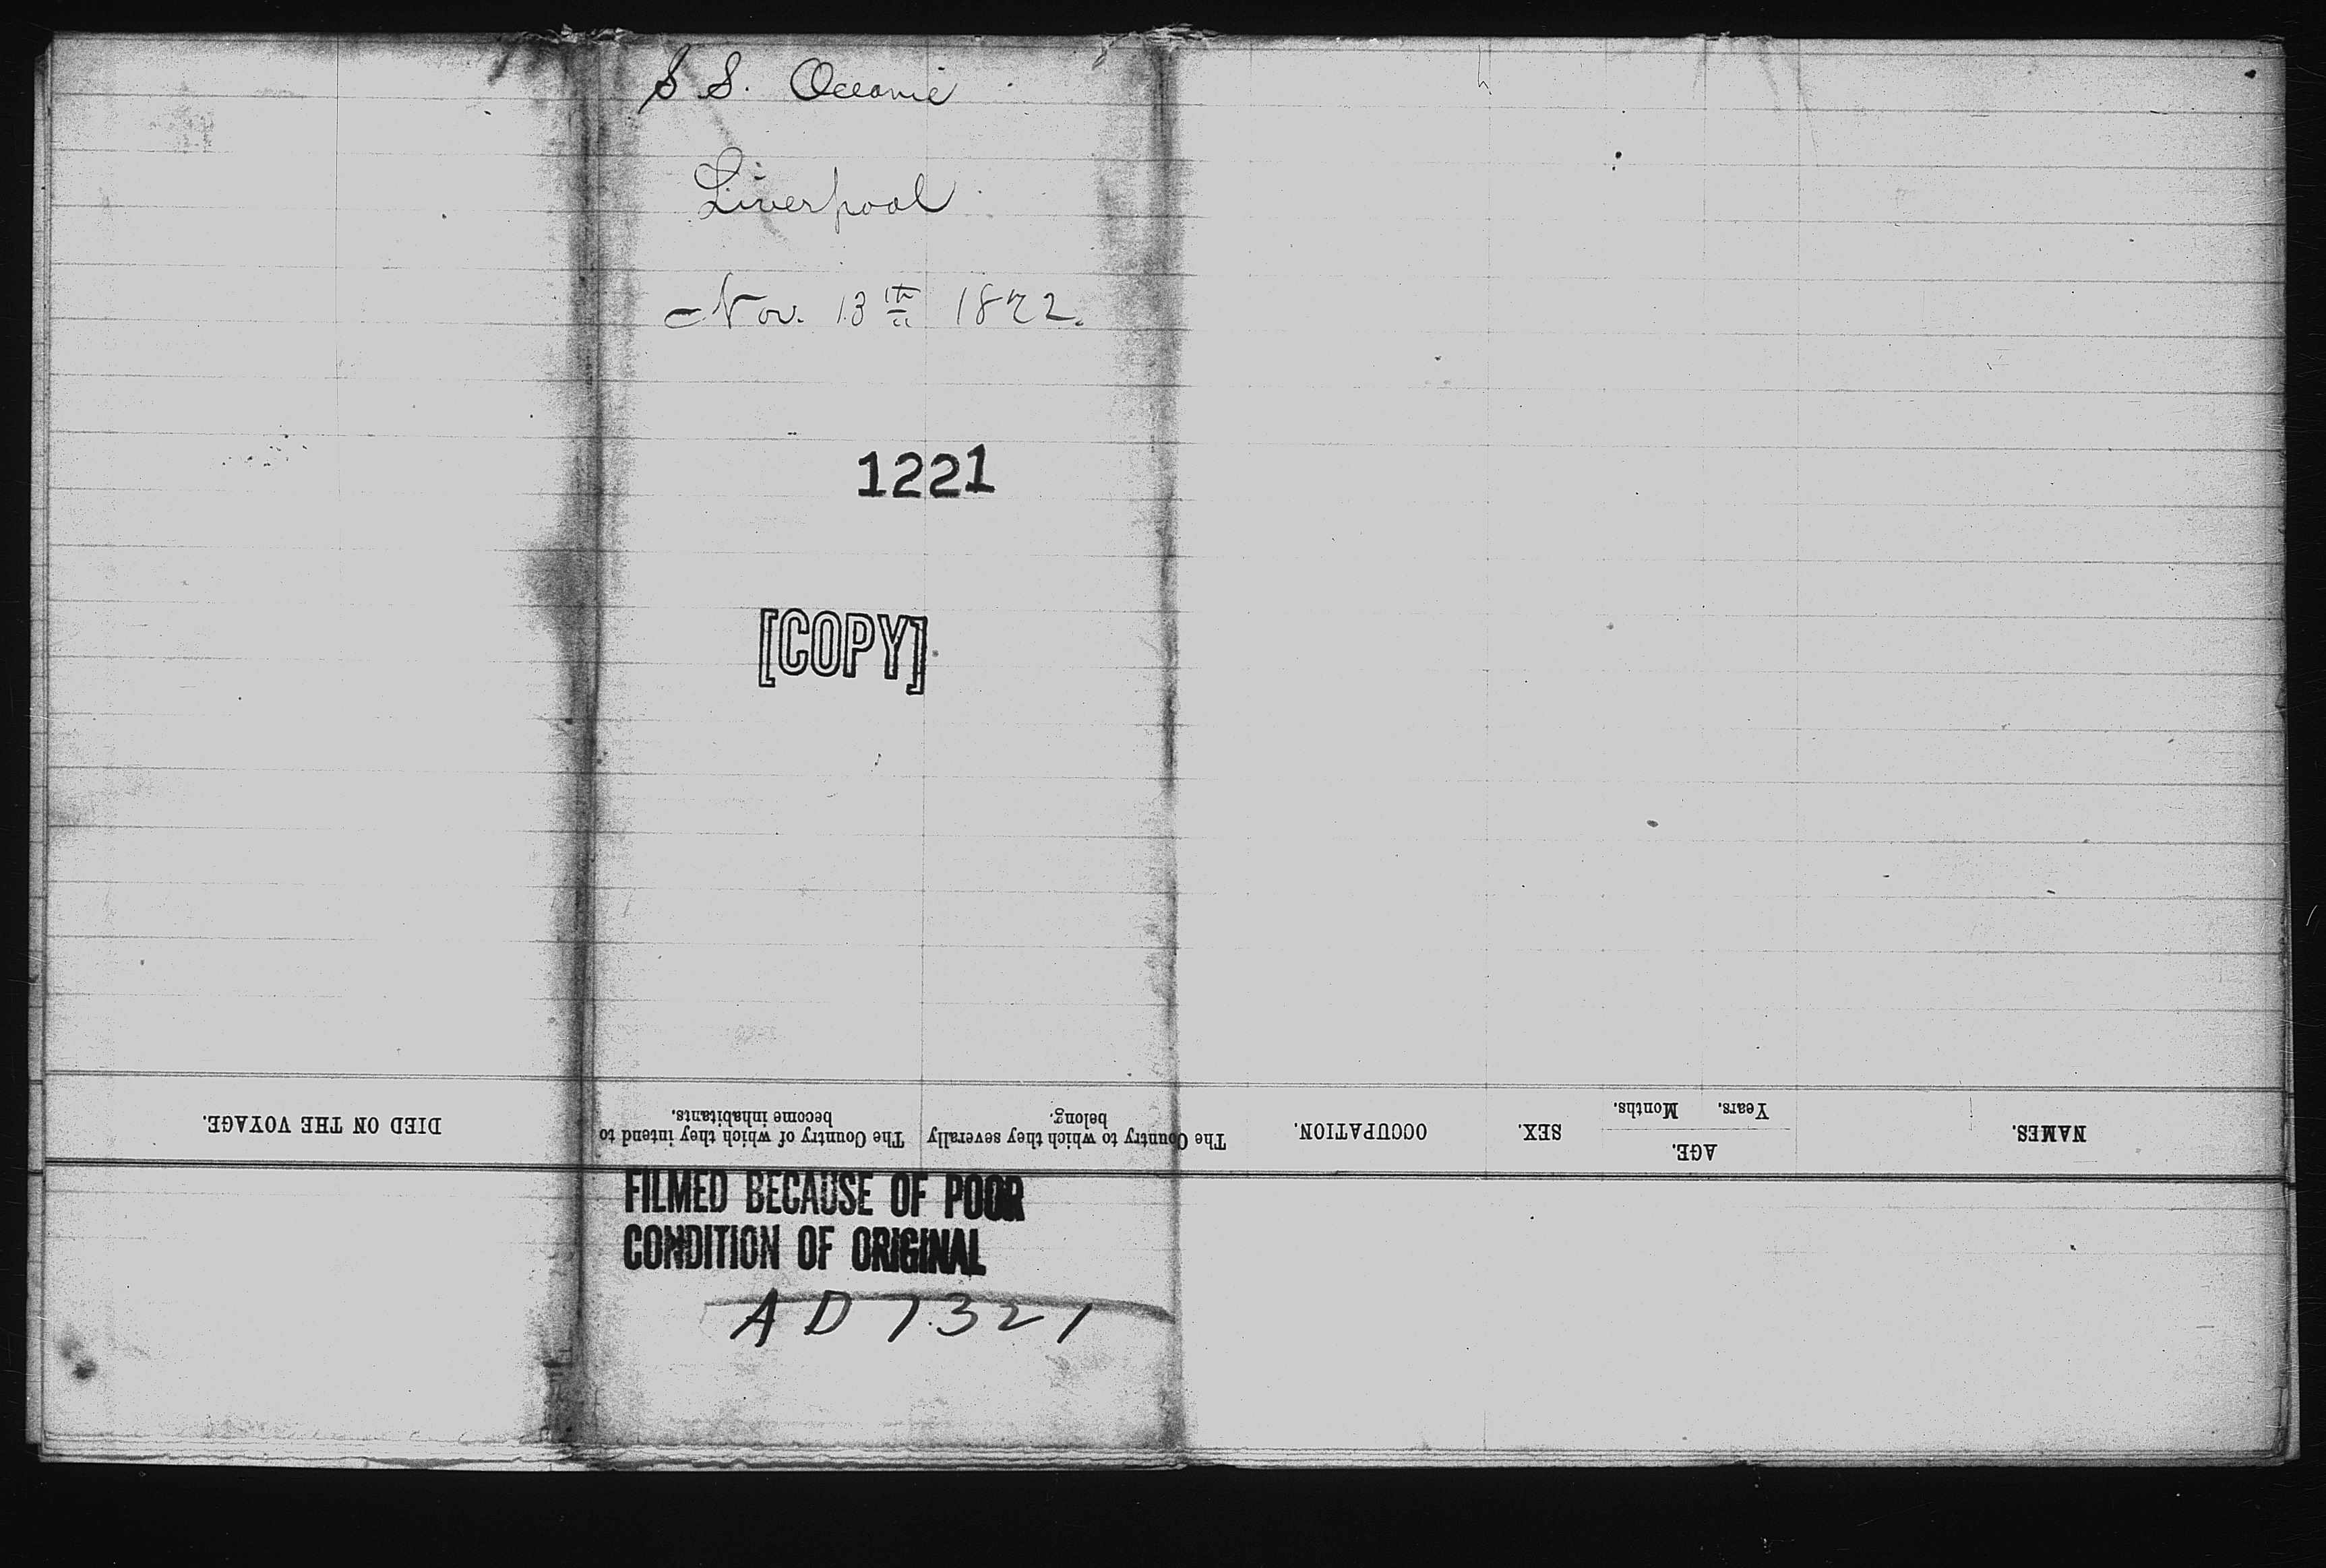 S S. Oceanic
Liverpool
Nov. 13th 1872.
1221
[COPY]
NAMES.
AGE.
Years. Months.
SEX.
OCCUPATION.
The Country to which they severally
belong.
The Country of which they intend to
become inhabitants.
DIED ON THE VOYAGE.
FILMED BECAUSE OF POOR
CONDITION OF ORIGINAL
AD 7321